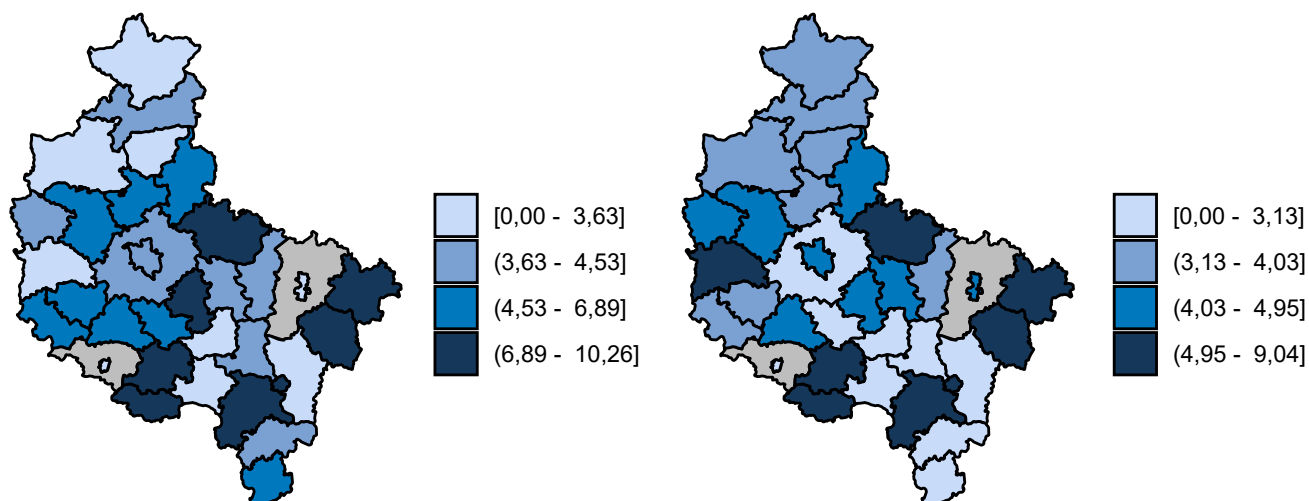 [0,00 - 3,63]
(3,63 - 4,53]
(4,53 - 6,89]
(6,89 - 10,26]
[0,00 - 3,13]
(3,13 - 4,03]
(4,03 - 4,95]
(4,95 - 9,04]